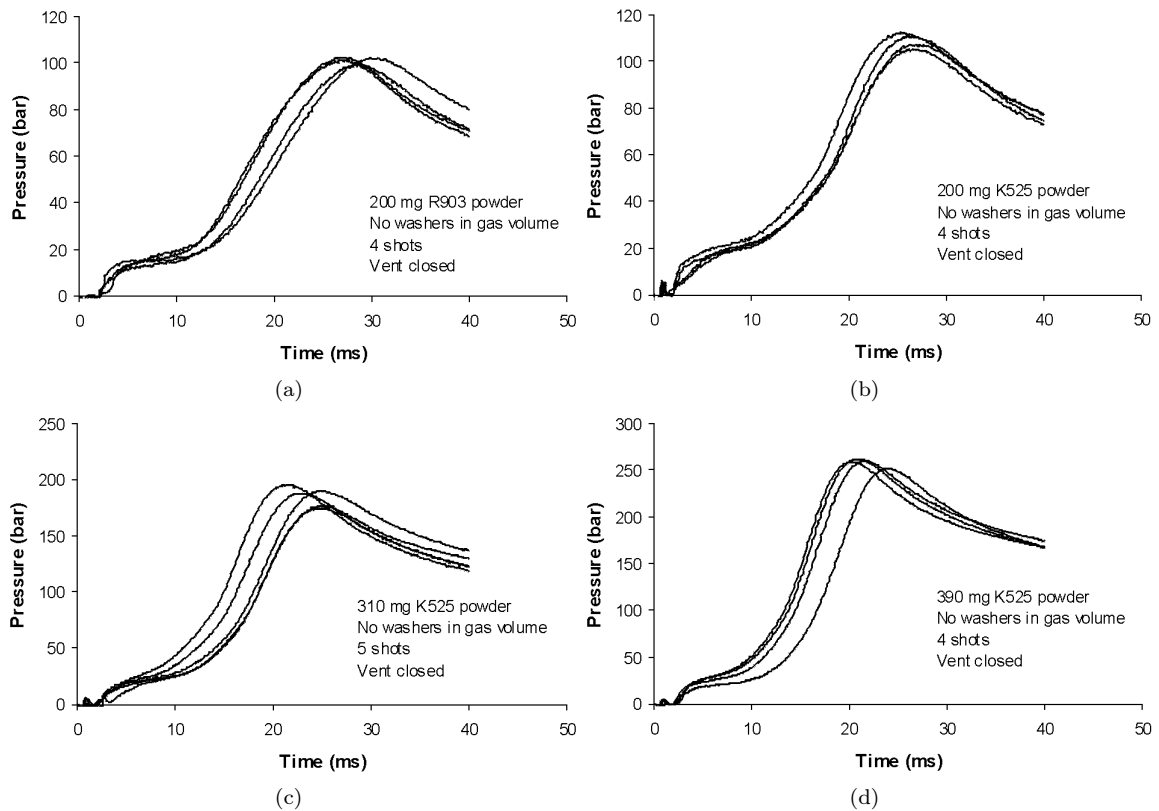 120
100
80
60
40
20
0
Pressure (bar)
200 mg R903 powder
No washers in gas volume
4 shots
Vent closed
0 10 20 30 40 50
Time (ms)
(a)
120
100
80
60
40
20
0
Pressure (bar)
200 mg K525 powder
No washers in gas volume
4 shots
Vent closed
0 10 20 30 40 50
Time (ms)
(b)
250
200
150
100
50
0
Pressure (bar)
310 mg K525 powder
No washers in gas volume
5 shots
Vent closed
0 10 20 30 40 50
Time (ms)
(c)
300
250
200
150
100
50
0
Pressure (bar)
390 mg K525 powder
No washers in gas volume
4 shots
Vent closed
0 10 20 30 40 50
Time (ms)
(d)